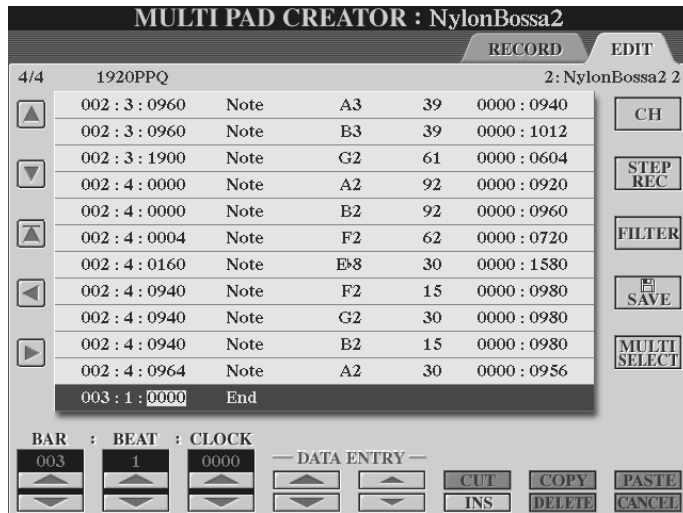 MULTI PAD CREATOR : NylonBossa2
RECORD EDIT
4/4 1920PPQ 2: NylonBossa2 2
002 : 3 : 0960 Note A3 39 0000 : 0940
002 : 3 : 0960 Note B3 39 0000 : 1012
002 : 3 : 1900 Note G2 61 0000 : 0604
002 : 4 : 0000 Note A2 92 0000 : 0920
002 : 4 : 0000 Note B2 92 0000 : 0960
002 : 4 : 0004 Note F2 62 0000 : 0720
002 : 4 : 0160 Note E♭8 30 0000 : 1580
002 : 4 : 0940 Note F2 15 0000 : 0980
002 : 4 : 0940 Note G2 30 0000 : 0980
002 : 4 : 0940 Note B2 15 0000 : 0980
002 : 4 : 0964 Note A2 30 0000 : 0956
003 : 1 : 0000 End
CH
STEP
REC
FILTER
SAVE
MULTI
SELECT
BAR : BEAT : CLOCK
003 1 0000
DATA ENTRY
CUT COPY PASTE
INS DELETE CANCEL